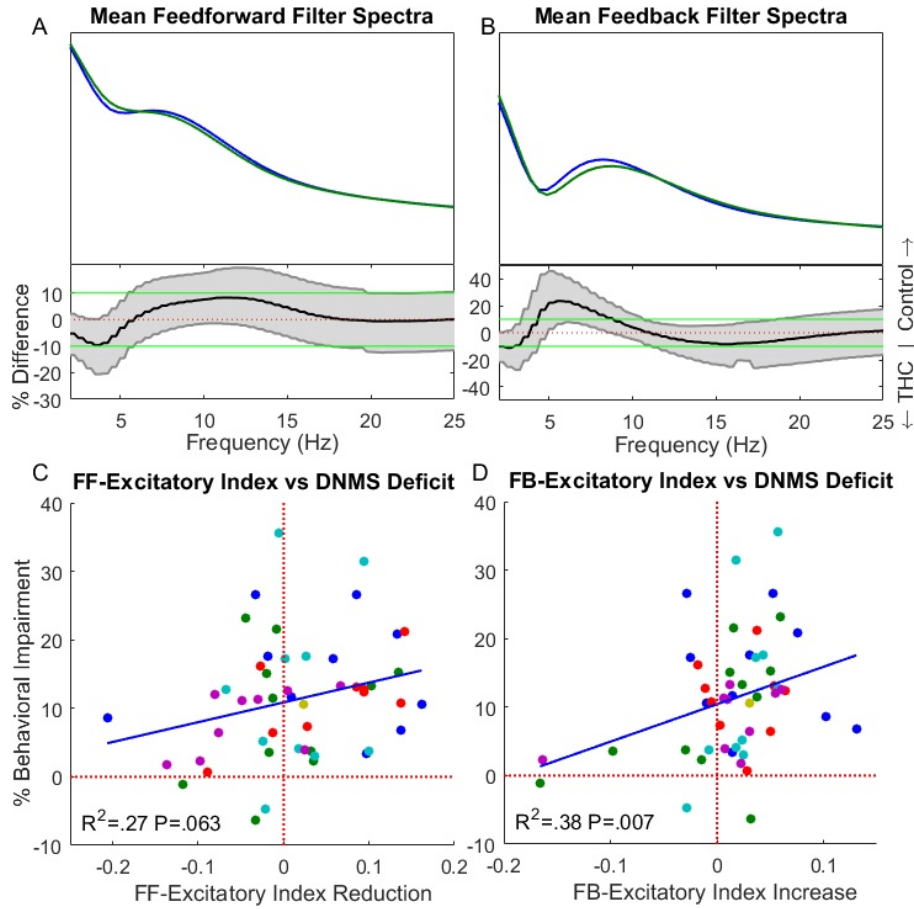 A
Mean Feedforward Filter Spectra
B
Mean Feedback Filter Spectra
% Difference
10
0
-10
-20
-30
5
10
15
20
25
Frequency (Hz)
40
20
0
-20
-40
5
10
15
20
25
Frequency (Hz)
← THC | Control →
C
FF-Excitatory Index vs DNMS Deficit
% Behavioral Impairment
40
30
20
10
0
-10
R²=.27 P=.063
-0.2
-0.1
0
0.1
0.2
FF-Excitatory Index Reduction
D
FB-Excitatory Index vs DNMS Deficit
40
30
20
10
0
-10
R²=.38 P=.007
-0.2
-0.1
0
0.1
FB-Excitatory Index Increase